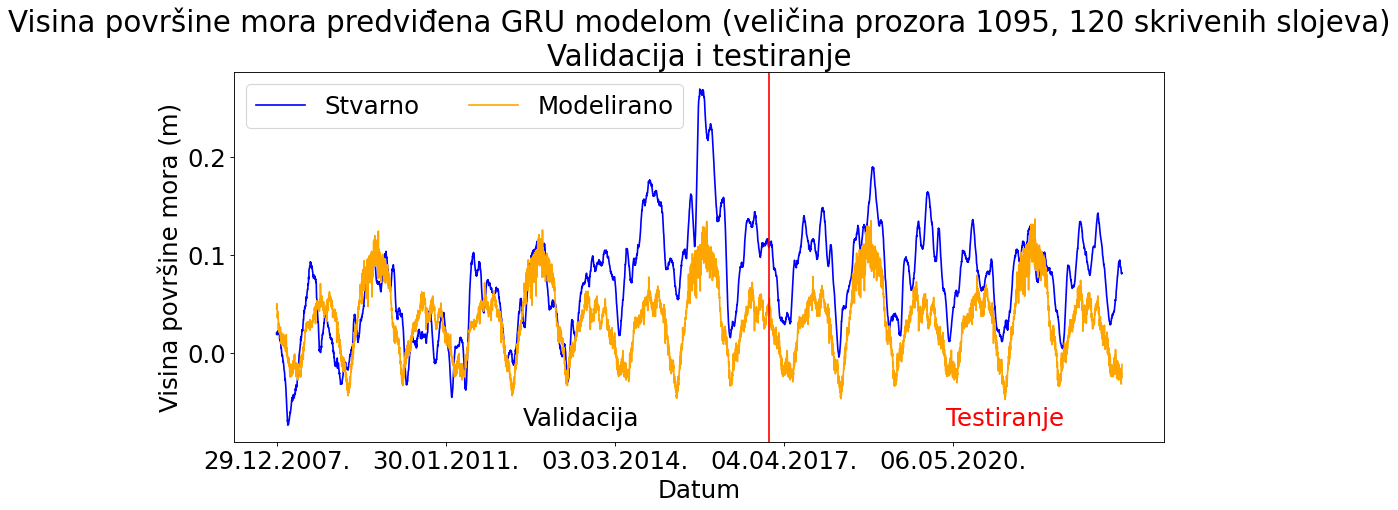 Visina površine mora predviđena GRU modelom (veličina prozora 1095, 120 skrivenih slojeva)
Validacija i testiranje
Stvarno
Modelirano
Visina površine mora (m)
0.2
0.1
0.0
Validacija
Testiranje
29.12.2007.
30.01.2011.
03.03.2014.
04.04.2017.
06.05.2020.
Datum